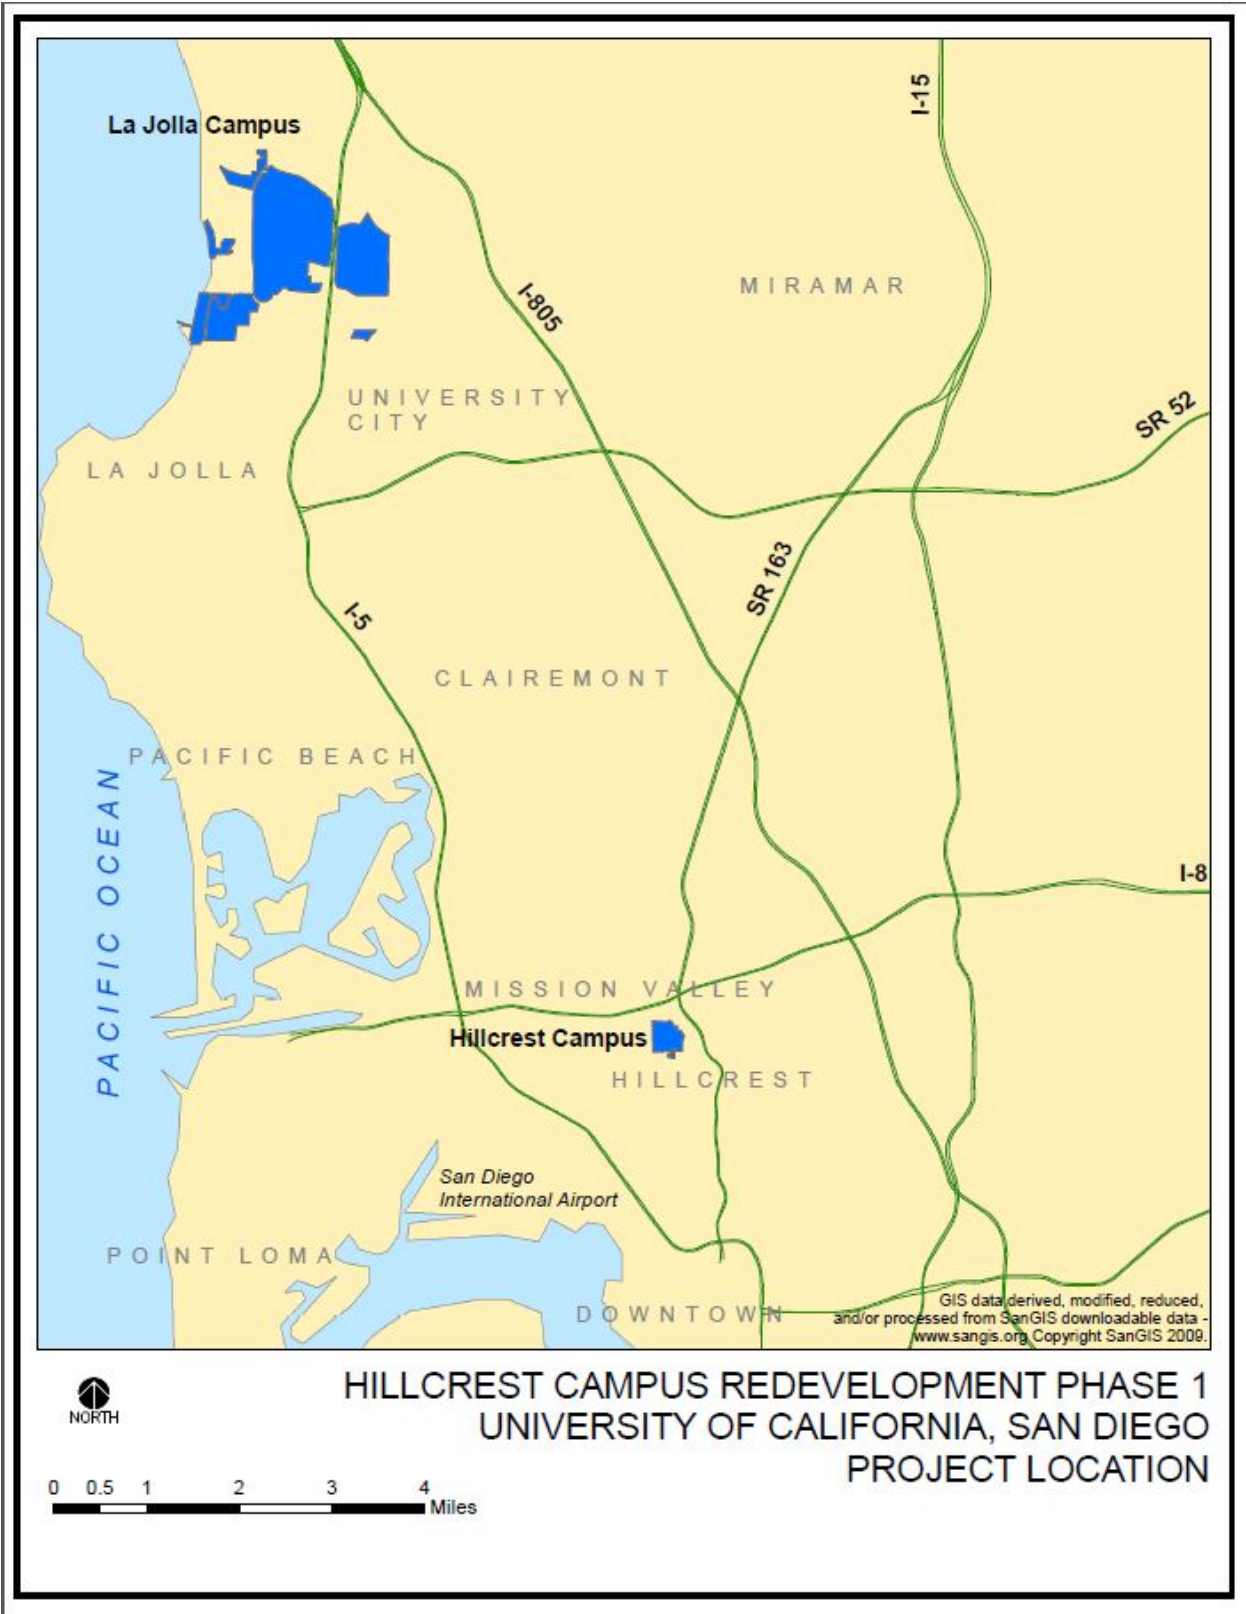 La Jolla Campus
I-15
MIRAMAR
I-805
UNIVERSITY
CITY
SR 52
LA JOLLA
SR 163
I-5
CLAIREMONT
PACIFIC BEACH
PACIFIC OCEAN
I-8
MISSION VALLEY
Hillcrest Campus
HILLCREST
San Diego
International Airport
POINT LOMA
DOWNTOWN
GIS data derived, modified, reduced,
and/or processed from SanGIS downloadable data -
www.sangis.org Copyright SanGIS 2009.
NORTH
HILLCREST CAMPUS REDEVELOPMENT PHASE 1
UNIVERSITY OF CALIFORNIA, SAN DIEGO
PROJECT LOCATION
0 0.5 1 2 3 4
Miles